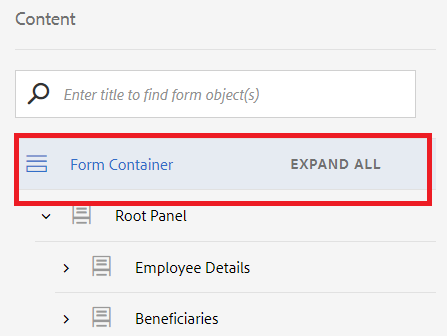 Content
Enter title to find form object(s)
Form Container EXPAND ALL
Root Panel
Employee Details
Beneficiaries